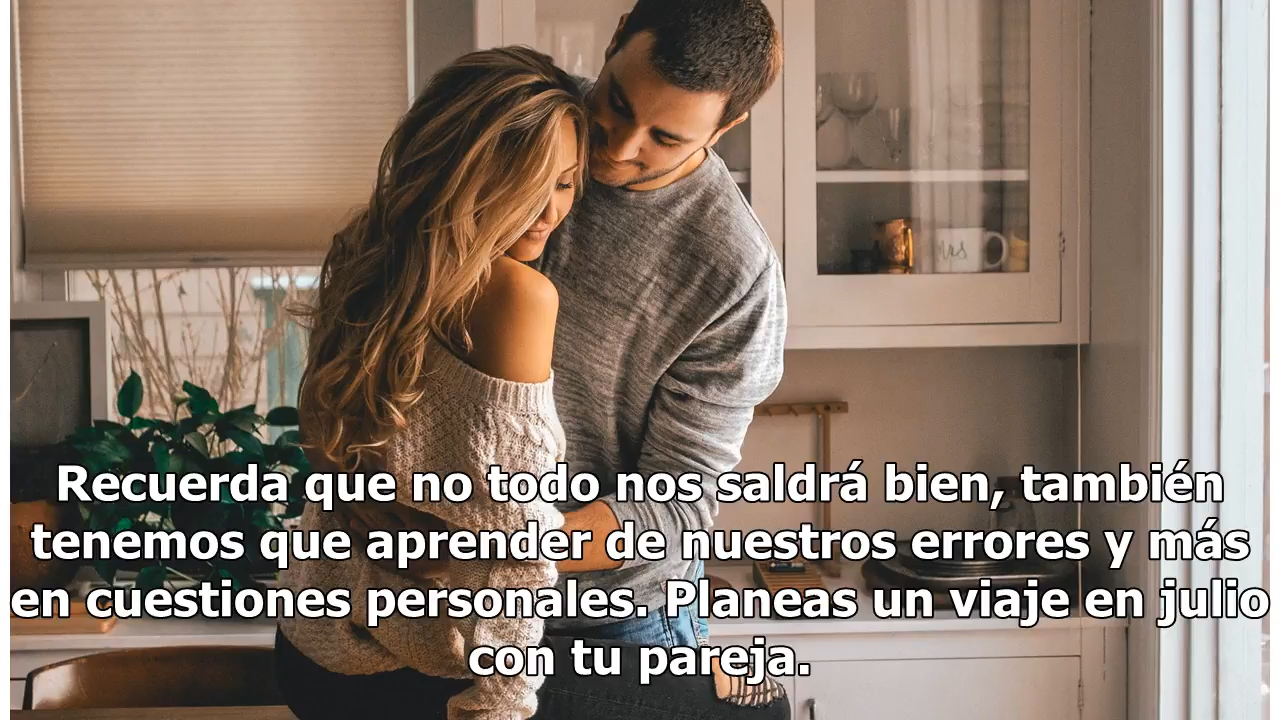 mrs
Recuerda que no todo nos saldrá bien, también
tenemos que aprender de nuestros errores y más
en cuestiones personales. Planeas un viaje en julio
con tu pareja.